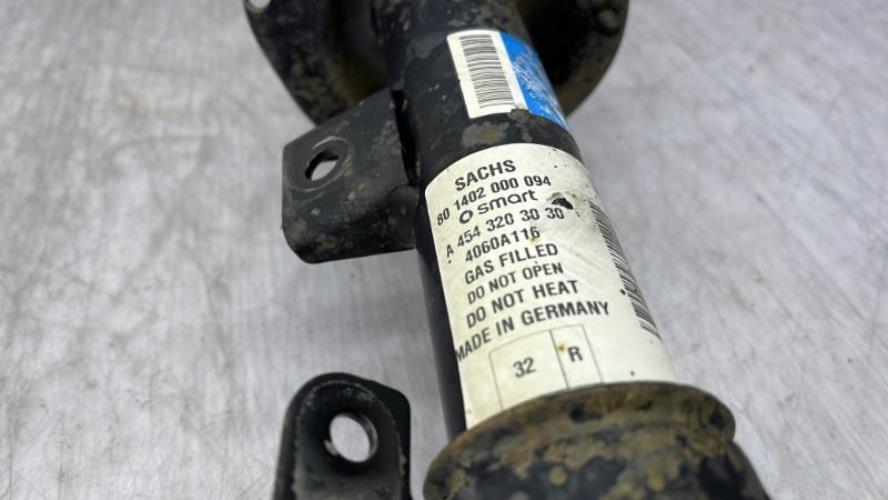 SACHS
80 1402 000 094
smart
A 454 320 30 30
4060A116
GAS FILLED
DO NOT OPEN
DO NOT HEAT
MADE IN GERMANY
32 R